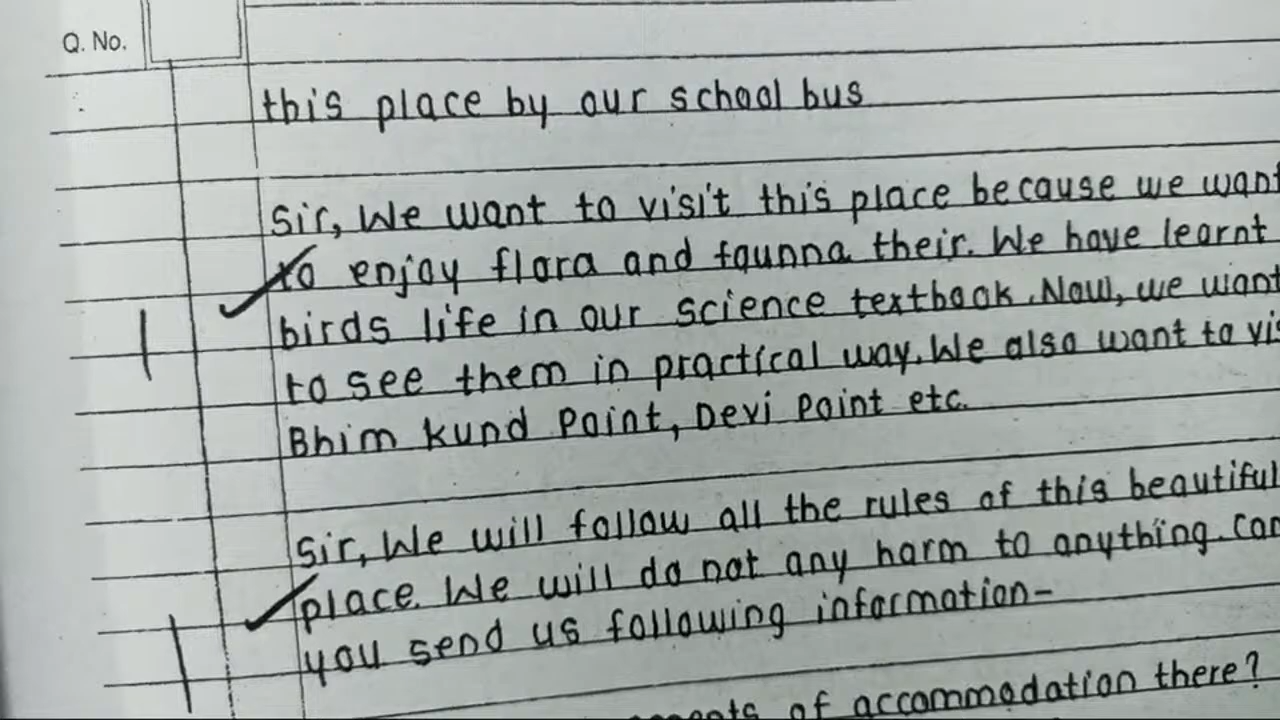 Q. No.
this place by our school bus
Sir, We want to visit this place because we want
to enjoy flora and faunna their. We have learnt
birds life in our science textbook. Now, we want
to see them in practical way. We also want to
Bhim kund Point, Devi Point etc.
Sir, We will follow all the rules of this beautiful
place. We will do not any harm to anything. Can
you send us following information-
of accommodation there?